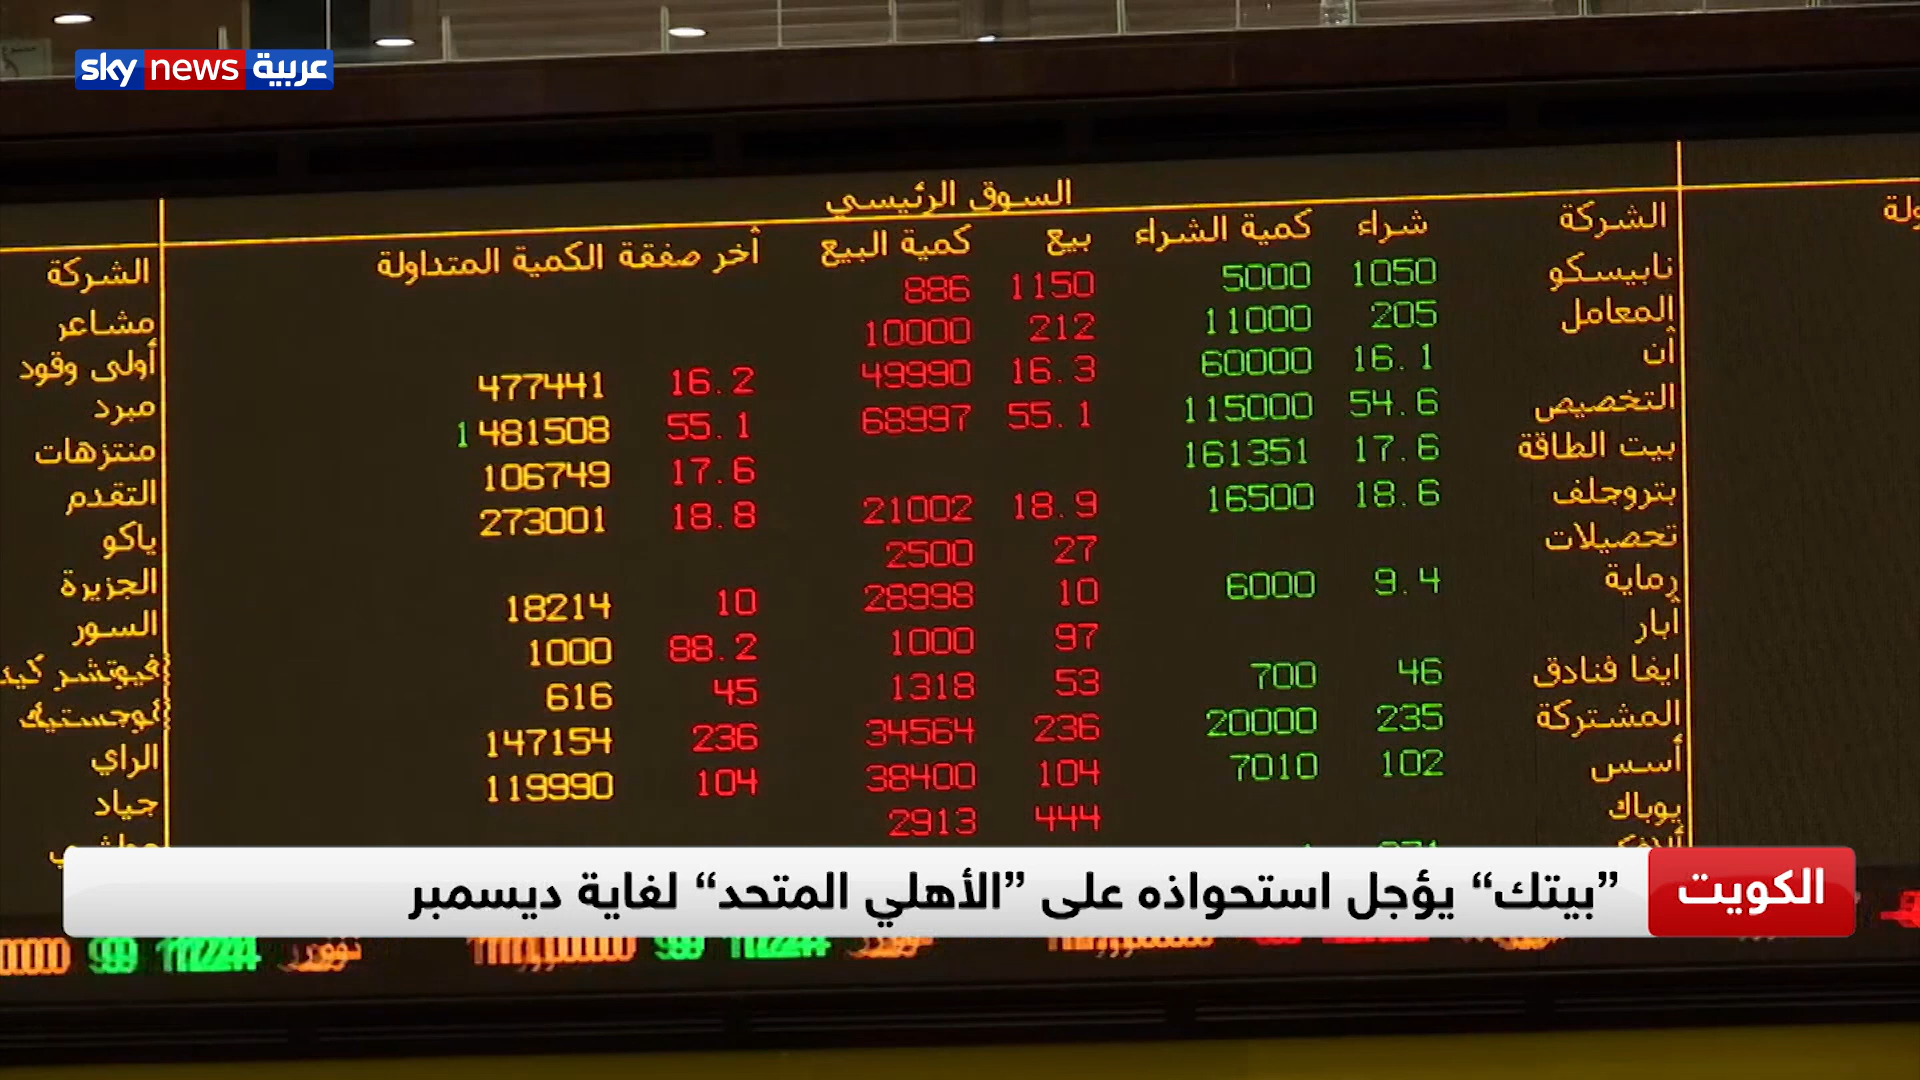 sky news عربية
السوق الرئيسي
الشركة شراء كمية الشراء بيع كمية البيع أخر صفقة الكمية المتداولة
نابيسكو 1050 5000 1150 886
المعامل 205 11000 212 10000
أن 16.1 60000 16.3 49990 16.2 477441
التخصيص 54.6 115000 55.1 68997 55.1 1481508
بيت الطاقة 17.6 161351 17.6 106749
بتروجلف 18.6 16500 18.9 21002 18.8 273001
تحصيلات 27 2500
رماية 9.4 6000 10 28998 10 18214
أبار 97 1000 88.2 1000
ايفا فنادق 46 700 53 1318 45 616
المشتركة 235 20000 236 34564 236 147154
أسس 102 7010 104 38400 104 119990
يوباك 444 2913
الشركة
مشاعر
أولى وقود
مبرد
منتزهات
التقدم
ياكو
الجزيرة
السور
فيوتشر كيد
الراي
جياد
الكويت
”بيتك“ يؤجل استحواذه على ”الأهلي المتحد“ لغاية ديسمبر